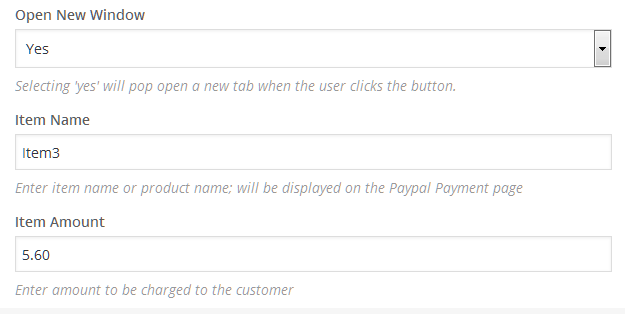 Open New Window
Yes
Selecting 'yes' will pop open a new tab when the user clicks the button.
Item Name
Item3
Enter item name or product name; will be displayed on the Paypal Payment page
Item Amount
5.60
Enter amount to be charged to the customer